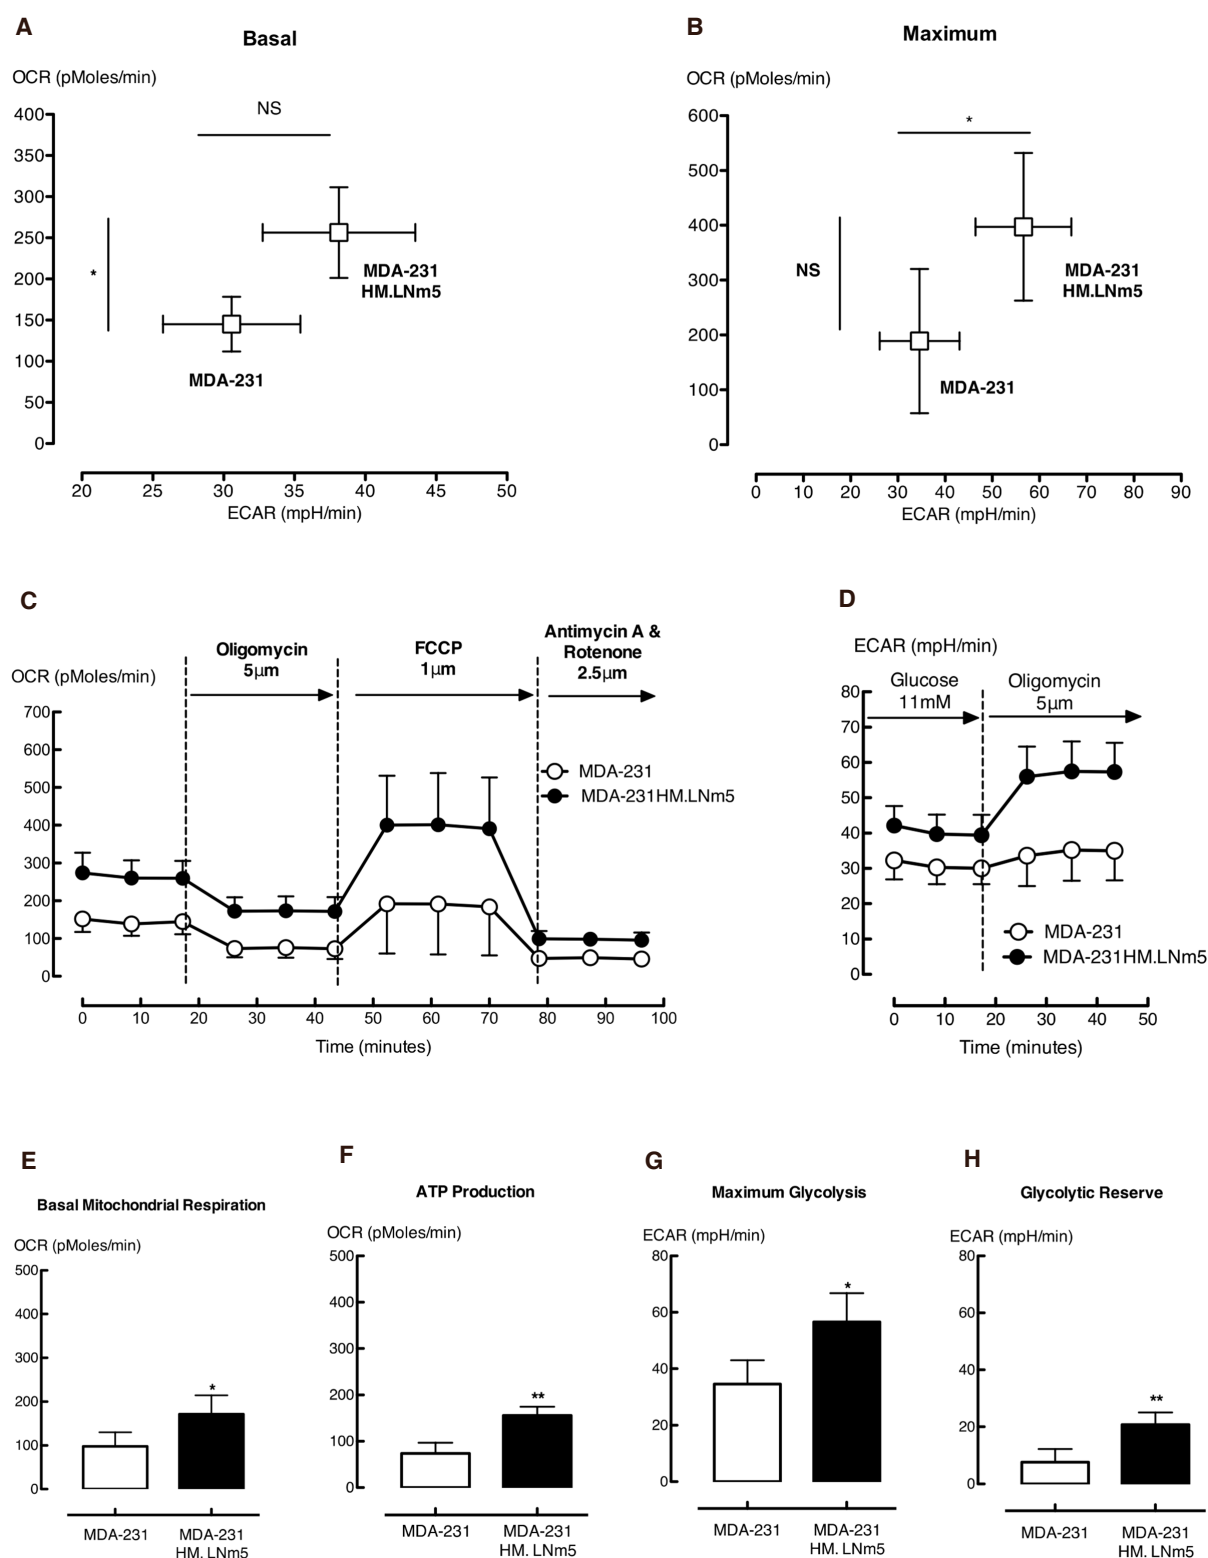 A
Basal
OCR (pMoles/min)
400
350
300
250
200
150
100
50
0
NS
*
MDA-231
HM.LNm5
MDA-231
20 25 30 35 40 45 50
ECAR (mpH/min)
B
Maximum
OCR (pMoles/min)
600
500
400
300
200
100
0
*
NS
MDA-231
HM.LNm5
MDA-231
0 10 20 30 40 50 60 70 80 90
ECAR (mpH/min)
C
OCR (pMoles/min)
Oligomycin
5μm
FCCP
1μm
Antimycin A &
Rotenone
2.5μm
700
600
500
400
300
200
100
0
MDA-231
MDA-231HM.LNm5
0 10 20 30 40 50 60 70 80 90 100
Time (minutes)
D
ECAR (mpH/min)
Glucose
11mM
Oligomycin
5μm
80
70
60
50
40
30
20
10
0
MDA-231
MDA-231HM.LNm5
0 10 20 30 40 50
Time (minutes)
E
Basal Mitochondrial Respiration
OCR (pMoles/min)
500
400
300
200
100
0
*
MDA-231
MDA-231
HM. LNm5
F
ATP Production
OCR (pMoles/min)
500
400
300
200
100
0
**
MDA-231
MDA-231
HM. LNm5
G
Maximum Glycolysis
ECAR (mpH/min)
80
60
40
20
0
*
MDA-231
MDA-231
HM. LNm5
H
Glycolytic Reserve
ECAR (mpH/min)
80
60
40
20
0
**
MDA-231
MDA-231
HM. LNm5